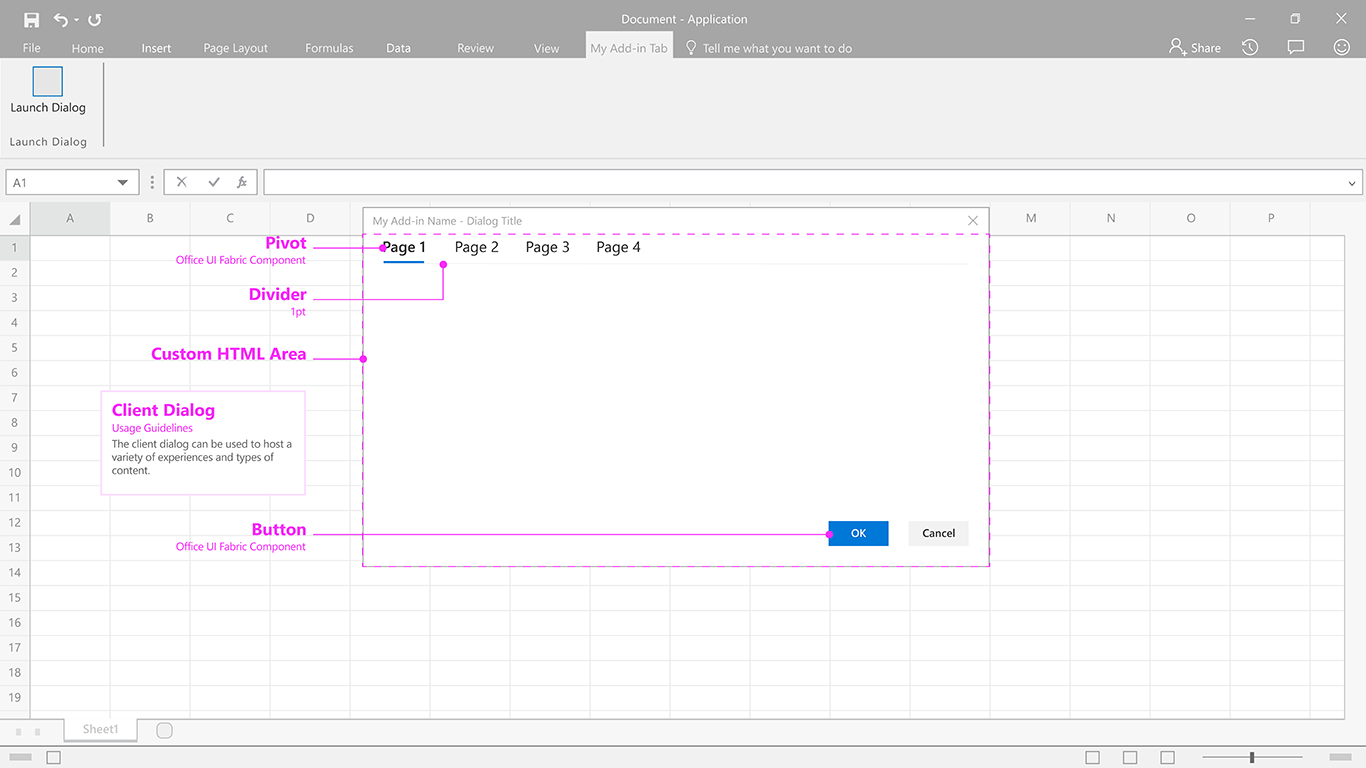 Document - Application
File
Home
Insert
Page Layout
Formulas
Data
Review
View
My Add-in Tab
Tell me what you want to do
Share
Launch Dialog
Launch Dialog
A1
fx
A
B
C
D
M
N
O
P
My Add-in Name - Dialog Title
Page 1
Page 2
Page 3
Page 4
1
2
3
4
5
6
7
8
9
10
11
12
13
14
15
16
17
18
19
Pivot
Office UI Fabric Component
Divider
1pt
Custom HTML Area
Client Dialog
Usage Guidelines
The client dialog can be used to host a
variety of experiences and types of
content.
Button
Office UI Fabric Component
OK
Cancel
Sheet1